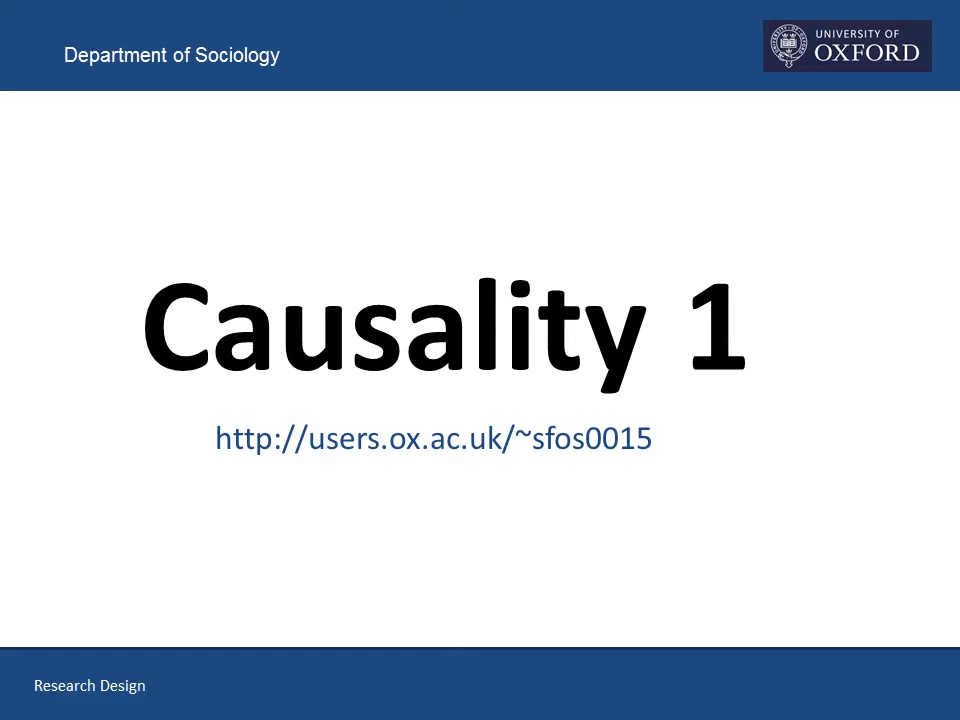 Department of Sociology
UNIVERSITY OF
OXFORD
Causality 1
http://users.ox.ac.uk/~sfos0015
Research Design